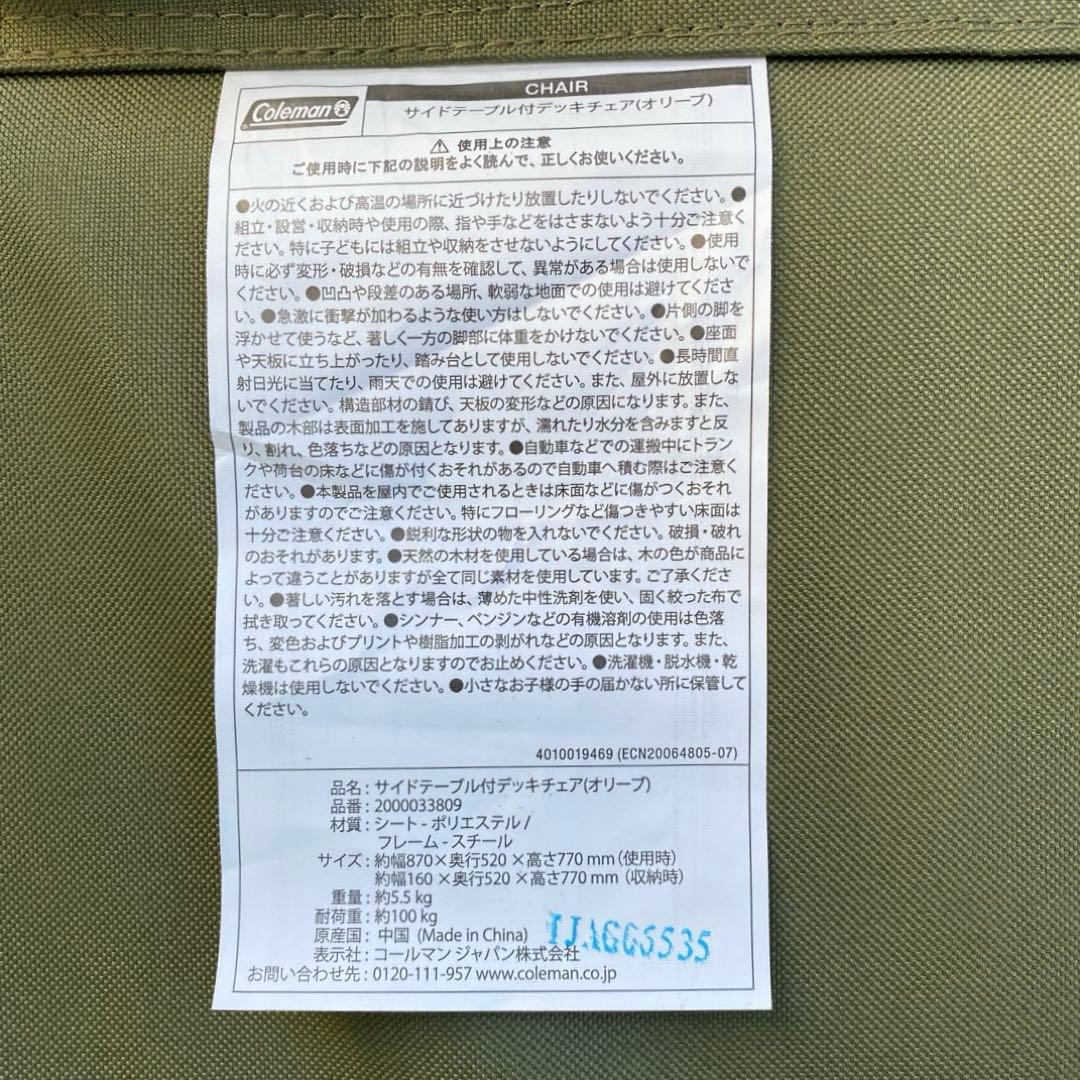 CHAIR
Coleman
サイドテーブル付デッキチェア(オリーブ)
⚠ 使用上の注意
ご使用時に下記の説明をよく読んで、正しくお使いください。
●火の近くおよび高温の場所に近づけたり放置したりしないでください。●
組立・設営・収納時や使用の際、指や手などをはさまないよう十分ご注意く
ださい。特に子どもには組立や収納をさせないようにしてください。●使用
時に必ず変形・破損などの有無を確認して、異常がある場合は使用しないで
ください。●凹凸や段差のある場所、軟弱な地面での使用は避けてくださ
い。●急激に衝撃が加わるような使い方はしないでください。●片側の脚を
浮かせて使うなど、著しく一方の脚部に体重をかけないでください。●座面
や天板に立ち上がったり、踏み台として使用しないでください。●長時間直
射日光に当てたり、雨天での使用は避けてください。また、屋外に放置しな
いでください。構造部材の錆び、天板の変形などの原因になります。また、
製品の木部は表面加工を施してありますが、濡れたり水分を含みますと反
り、割れ、色落ちなどの原因となります。●自動車などでの運搬中にトラン
クや荷台の床などに傷が付くおそれがあるので自動車へ積む際はご注意く
ださい。●本製品を屋内でご使用されるときは床面などに傷がつくおそれ
がありますのでご注意ください。特にフローリングなど傷つきやすい床面は
十分ご注意ください。●鋭利な形状の物を入れないでください。破損・破れ
のおそれがあります。●天然の木材を使用している場合は、木の色が商品に
よって違うことがありますが全て同じ素材を使用しています。ご了承くださ
い。●著しい汚れを落とす場合は、薄めた中性洗剤を使い、固く絞った布で
拭き取ってください。●シンナー、ベンジンなどの有機溶剤の使用は色落
ち、変色およびプリントや樹脂加工の剥がれなどの原因となります。また、
洗濯もこれらの原因となりますのでお止めください。●洗濯機・脱水機・乾
燥機は使用しないでください。●小さなお子様の手の届かない所に保管して
ください。
4010019469 (ECN20064805-07)
品名：サイドテーブル付デッキチェア(オリーブ)
品番：2000033809
材質：シート - ポリエステル /
フレーム - スチール
サイズ：約幅870×奥行520×高さ770 mm（使用時）
約幅160×奥行520×高さ770 mm（収納時）
重量：約5.5 kg
耐荷重：約100 kg
原産国：中国 (Made in China)
表示社：コールマン ジャパン株式会社
お問い合わせ先：0120-111-957 www.coleman.co.jp